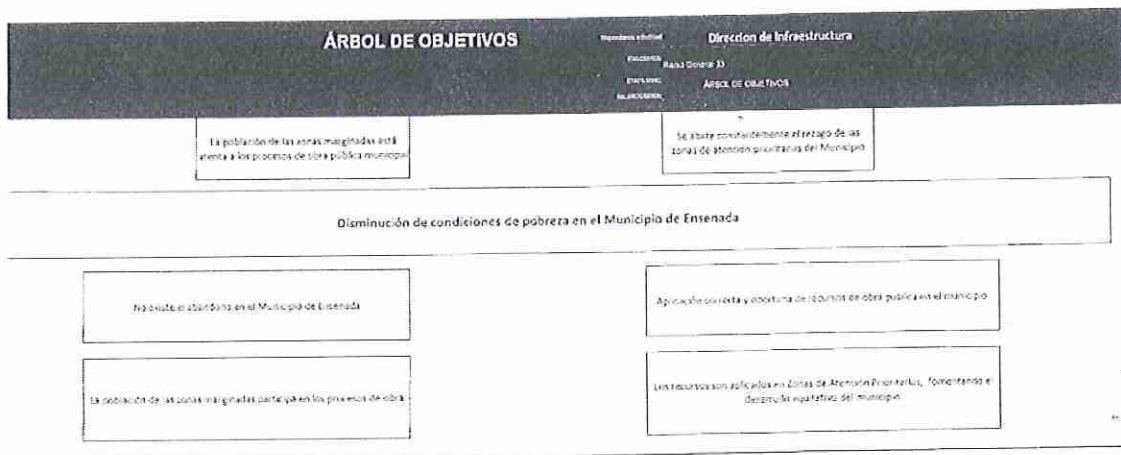 ÁRBOL DE OBJETIVOS
Direccion de Infraestructura
Ramo General 33
ÁRBOL DE OBJETIVOS
La población de las zonas marginadas está
atenta a los procesos de obra pública municipal
Se abate constantemente el rezago de las
zonas de atención prioritarias del Municipio
Disminución de condiciones de pobreza en el Municipio de Ensenada
No existe el abandono en el Municipio de Ensenada
Aplicación correcta y oportuna de recursos de obra publica en el municipio
La población de las zonas marginadas participa en los procesos de obra
Los recursos son aplicados en Zonas de Atención Prioritarias, fomentando el
desarrollo equitativo del municipio